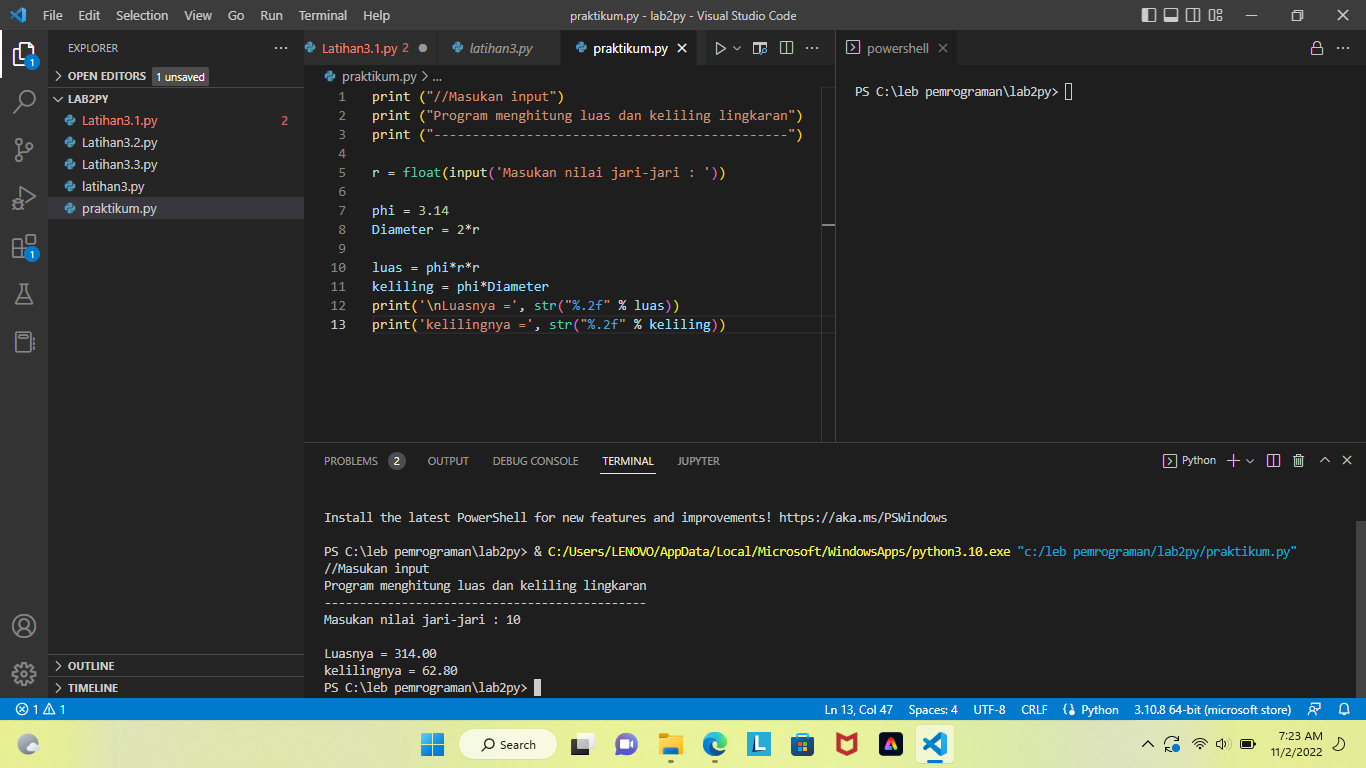 File Edit Selection View Go Run Terminal Help praktikum.py - lab2py - Visual Studio Code
EXPLORER
OPEN EDITORS 1 unsaved
LAB2PY
Latihan3.1.py 2
Latihan3.2.py
Latihan3.3.py
latihan3.py
praktikum.py
OUTLINE
TIMELINE
1
1
Latihan3.1.py 2 latihan3.py praktikum.py
praktikum.py > ...
1 print ("//Masukan input")
2 print ("Program menghitung luas dan keliling lingkaran")
3 print ("----------------------------------------------")
4
5 r = float(input('Masukan nilai jari-jari : '))
6
7 phi = 3.14
8 Diameter = 2*r
9
10 luas = phi*r*r
11 keliling = phi*Diameter
12 print('\nLuasnya =', str("%.2f" % luas))
13 print('kelilingnya =', str("%.2f" % keliling))
powershell
PS C:\leb pemrograman\lab2py>
PROBLEMS 2 OUTPUT DEBUG CONSOLE TERMINAL JUPYTER Python
Install the latest PowerShell for new features and improvements! https://aka.ms/PSWindows
PS C:\leb pemrograman\lab2py> & C:/Users/LENOVO/AppData/Local/Microsoft/WindowsApps/python3.10.exe "c:/leb pemrograman/lab2py/praktikum.py"
//Masukan input
Program menghitung luas dan keliling lingkaran
----------------------------------------------
Masukan nilai jari-jari : 10
Luasnya = 314.00
kelilingnya = 62.80
PS C:\leb pemrograman\lab2py>
1 1 Ln 13, Col 47 Spaces: 4 UTF-8 CRLF Python 3.10.8 64-bit (microsoft store)
Search
L
7:23 AM
11/2/2022